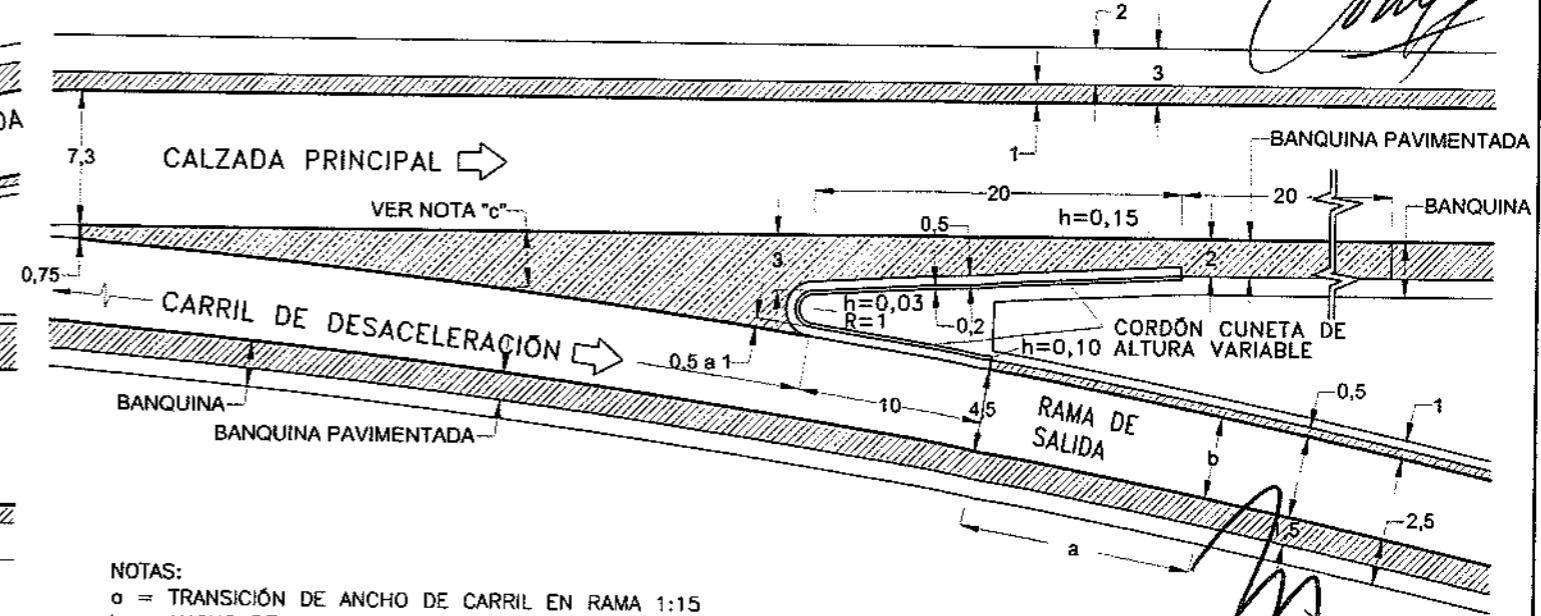 2
3
DA
7,3
CALZADA PRINCIPAL
1
BANQUINA PAVIMENTADA
VER NOTA "c"
20
20
h=0,15
BANQUINA
0,5
3
2
0,75
CARRIL DE DESACELERACIÓN
h=0,03
R=1
0,2
CORDÓN CUNETA DE
h=0,10 ALTURA VARIABLE
0,5 a 1
BANQUINA
10
4,5
RAMA DE
SALIDA
0,5
1
BANQUINA PAVIMENTADA
b
2,5
a
NOTAS:
a = TRANSICIÓN DE ANCHO DE CARRIL EN RAMA 1:15